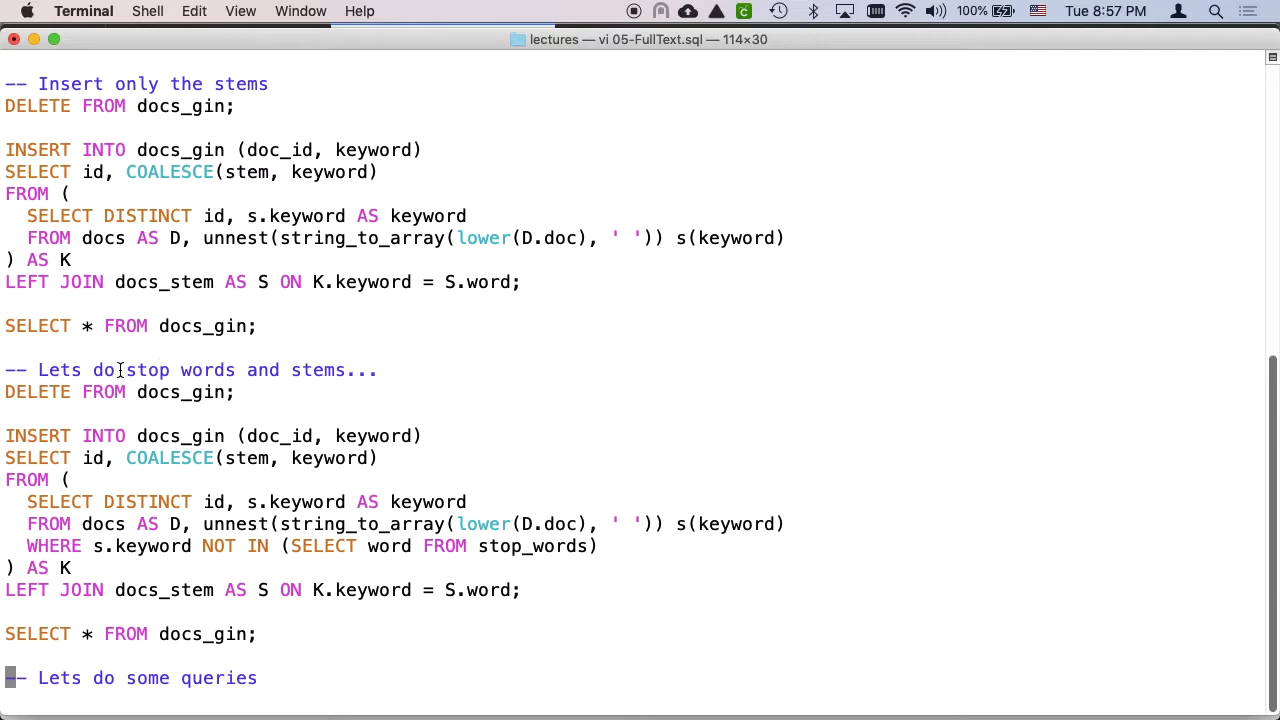 Terminal Shell Edit View Window Help 100% Tue 8:57 PM
lectures — vi 05-FullText.sql — 114×30
-- Insert only the stems
DELETE FROM docs_gin;
INSERT INTO docs_gin (doc_id, keyword)
SELECT id, COALESCE(stem, keyword)
FROM (
  SELECT DISTINCT id, s.keyword AS keyword
  FROM docs AS D, unnest(string_to_array(lower(D.doc), ' ')) s(keyword)
) AS K
LEFT JOIN docs_stem AS S ON K.keyword = S.word;
SELECT * FROM docs_gin;
-- Lets do stop words and stems...
DELETE FROM docs_gin;
INSERT INTO docs_gin (doc_id, keyword)
SELECT id, COALESCE(stem, keyword)
FROM (
  SELECT DISTINCT id, s.keyword AS keyword
  FROM docs AS D, unnest(string_to_array(lower(D.doc), ' ')) s(keyword)
  WHERE s.keyword NOT IN (SELECT word FROM stop_words)
) AS K
LEFT JOIN docs_stem AS S ON K.keyword = S.word;
SELECT * FROM docs_gin;
-- Lets do some queries